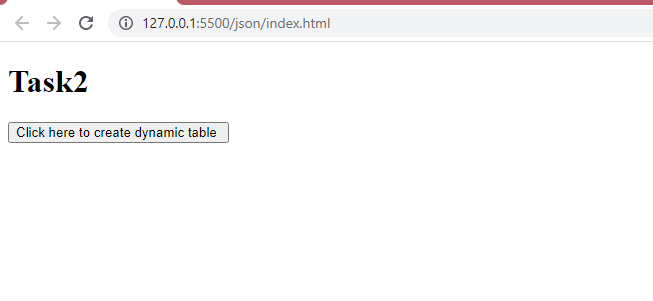 127.0.0.1:5500/json/index.html
Task2
Click here to create dynamic table